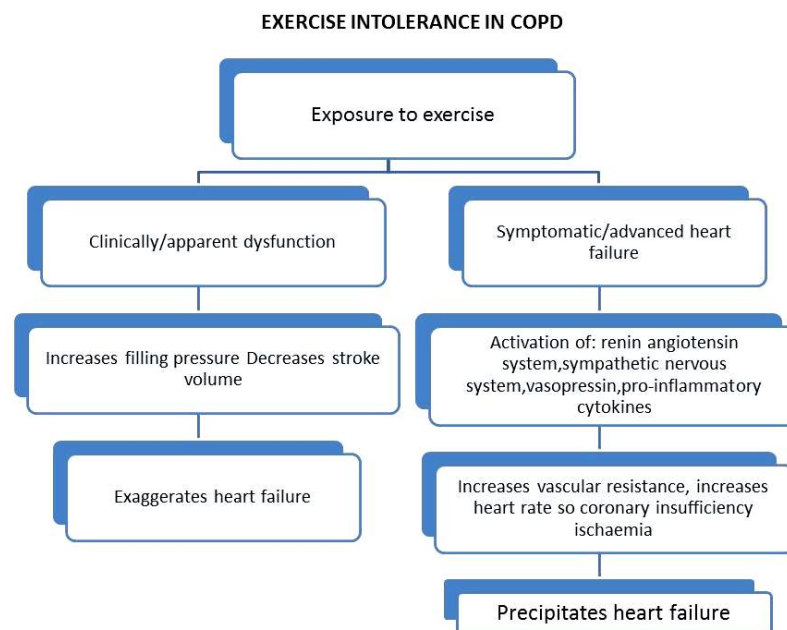 EXERCISE INTOLERANCE IN COPD
Exposure to exercise
Clinically/apparent dysfunction
Symptomatic/advanced heart
failure
Increases filling pressure Decreases stroke
volume
Activation of: renin angiotensin
system,sympathetic nervous
system,vasopressin,pro-inflammatory
cytokines
Exaggerates heart failure
Increases vascular resistance, increases
heart rate so coronary insufficiency
ischaemia
Precipitates heart failure